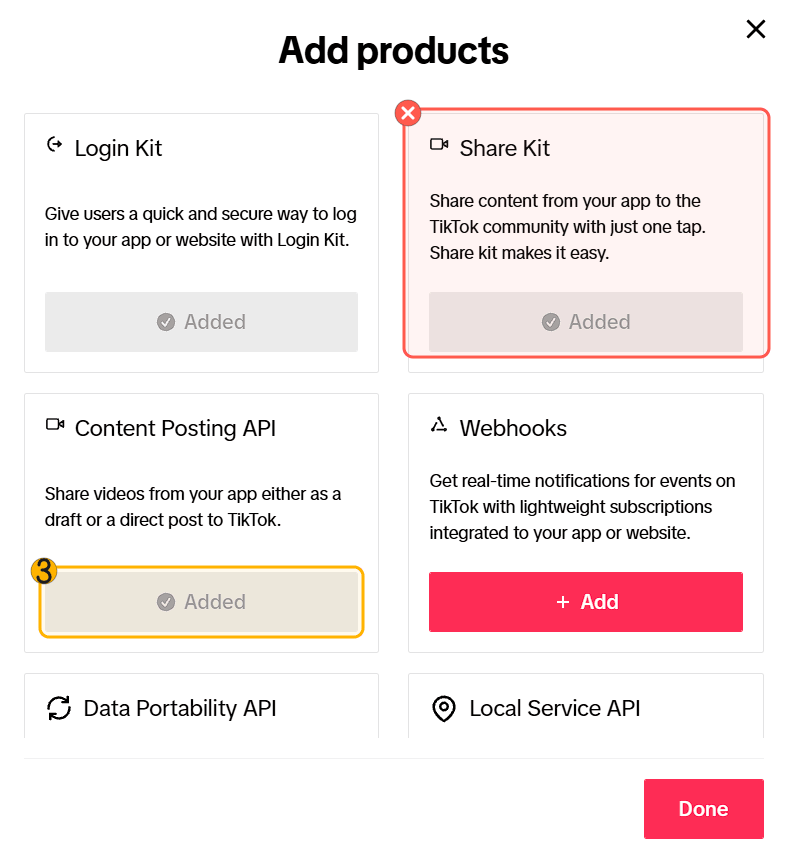 Add products
Login Kit
Give users a quick and secure way to log
in to your app or website with Login Kit.
Added
Share Kit
Share content from your app to the
TikTok community with just one tap.
Share kit makes it easy.
Added
Content Posting API
Share videos from your app either as a
draft or a direct post to TikTok.
3
Added
Webhooks
Get real-time notifications for events on
TikTok with lightweight subscriptions
integrated to your app or website.
+ Add
Data Portability API
Local Service API
Done